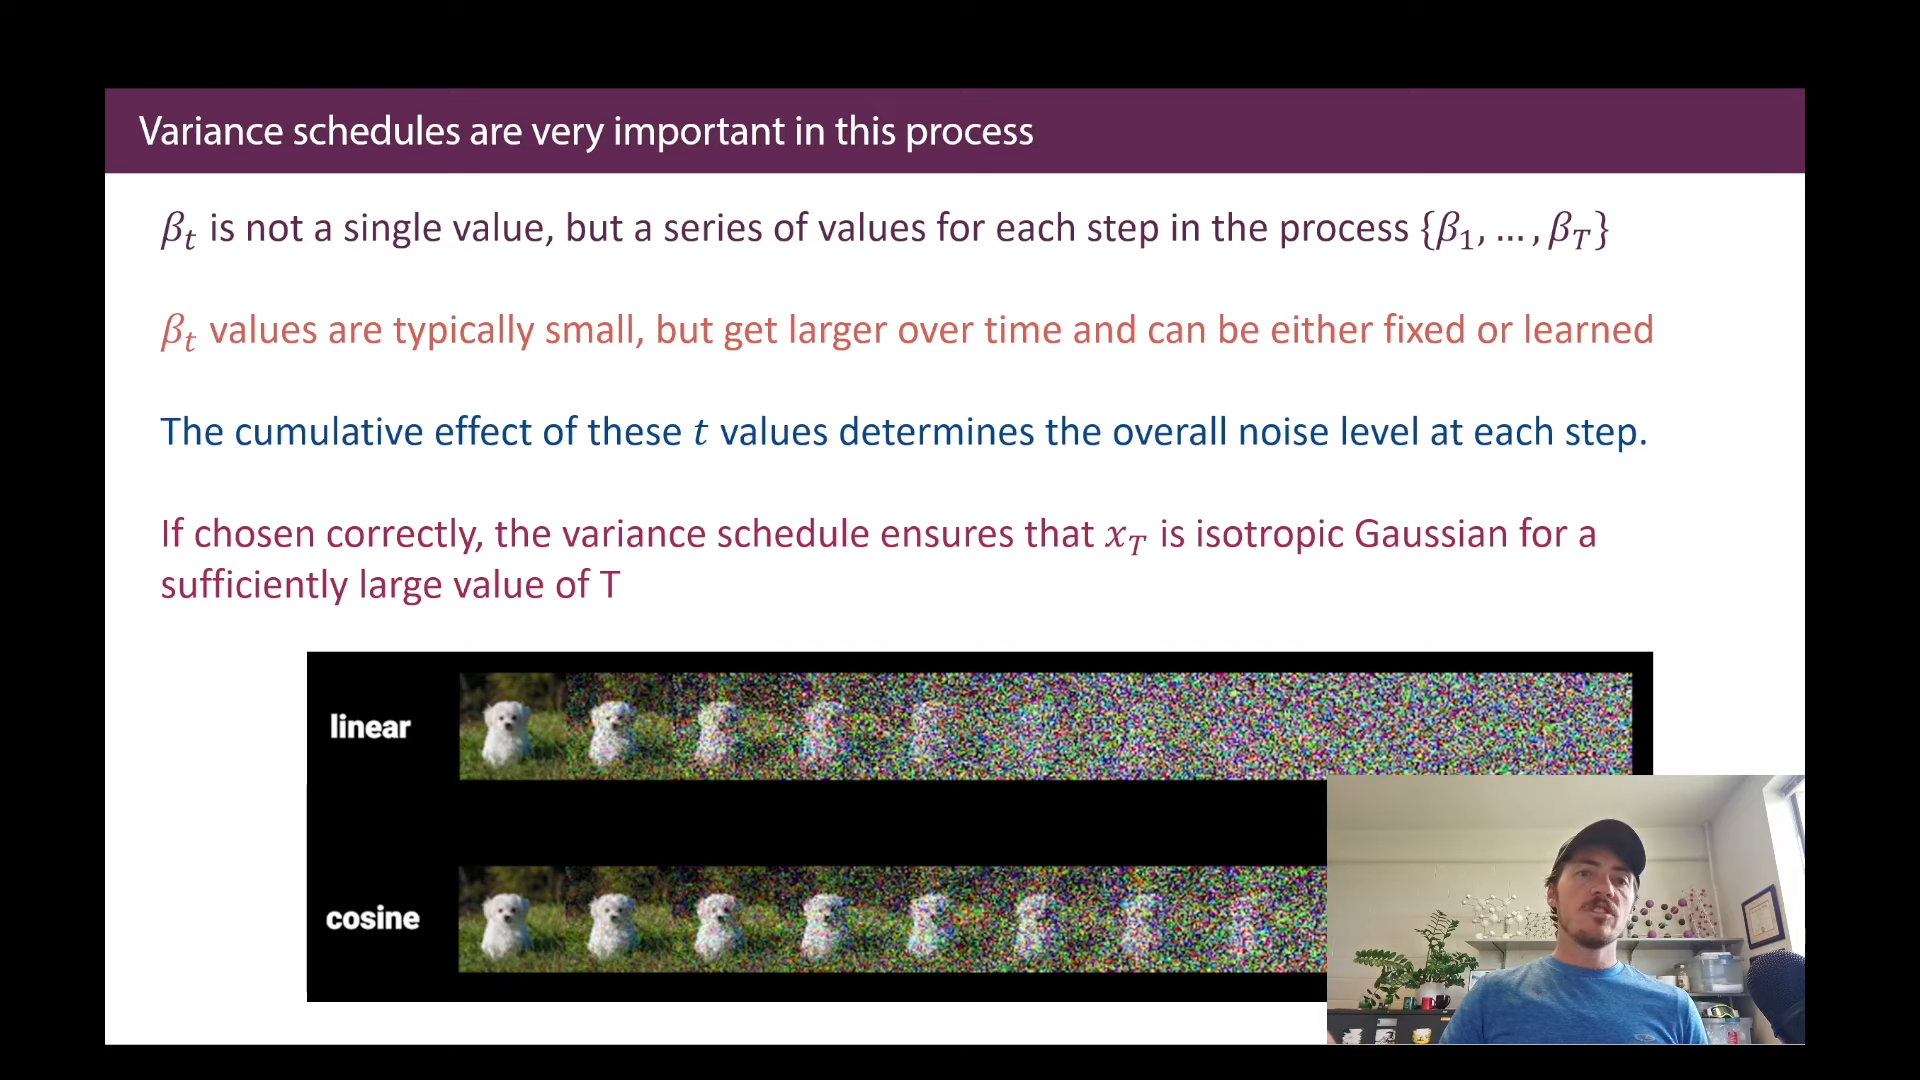 Variance schedules are very important in this process
βₜ is not a single value, but a series of values for each step in the process {β₁, … , β_T}
βₜ values are typically small, but get larger over time and can be either fixed or learned
The cumulative effect of these t values determines the overall noise level at each step.
If chosen correctly, the variance schedule ensures that x_T is isotropic Gaussian for a
sufficiently large value of T
linear
cosine